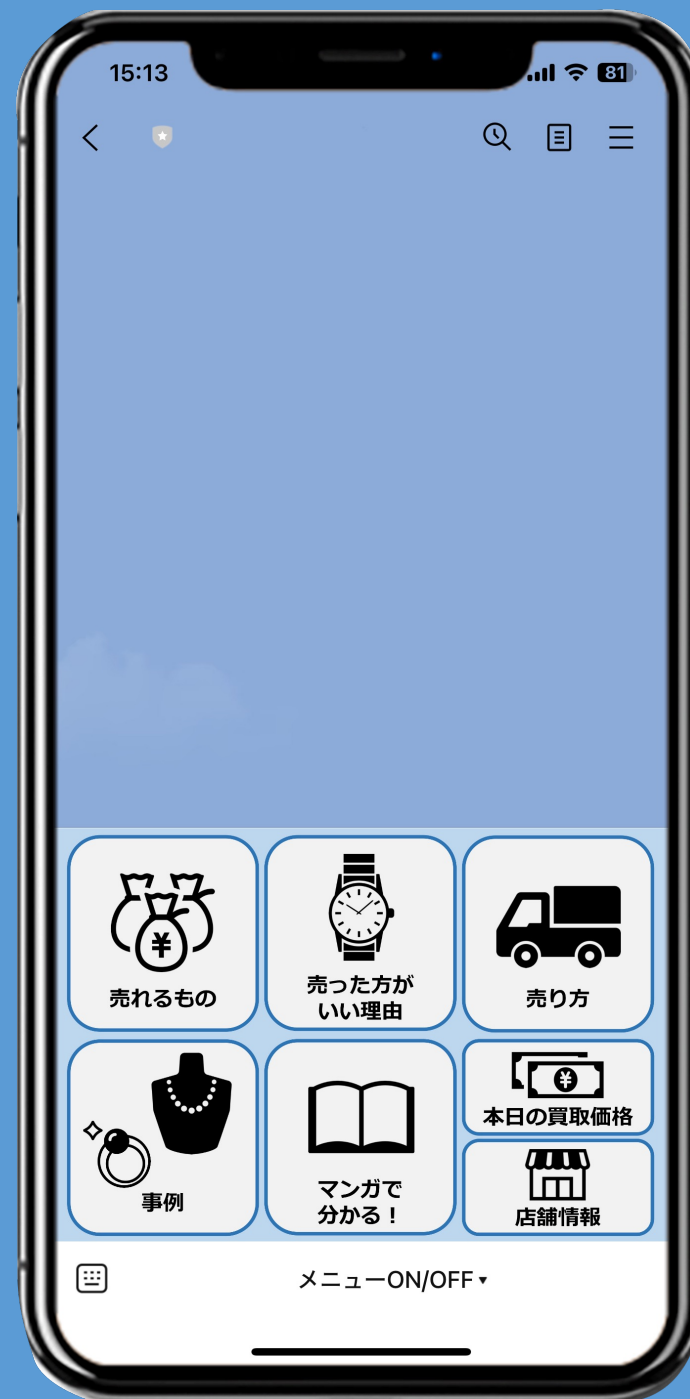 15:13
81
¥
売れるもの
売った方が
いい理由
売り方
¥
本日の買取価格
事例
マンガで
分かる！
店舗情報
メニューON/OFF▼